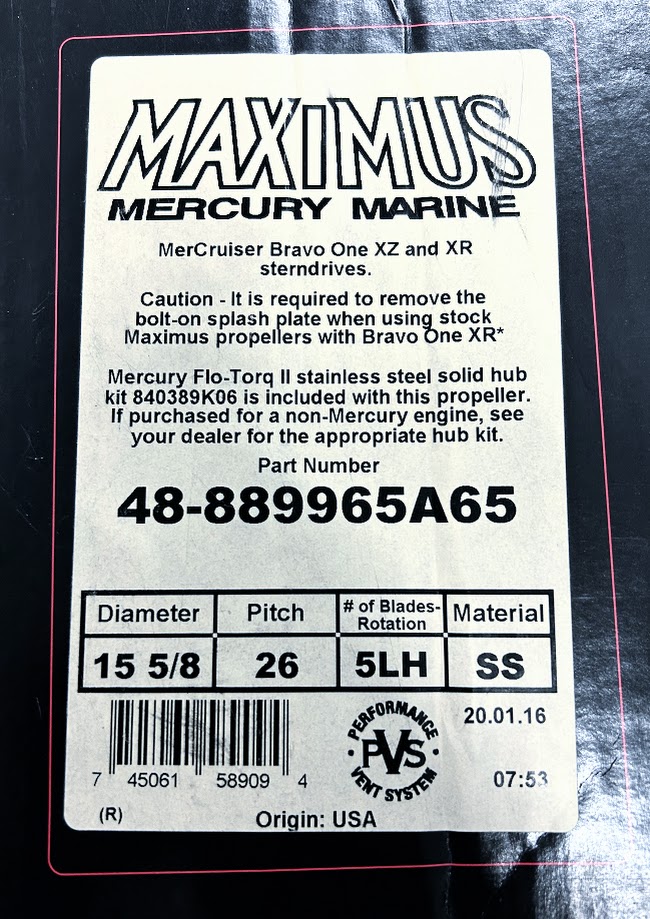 MAXIMUS
MERCURY MARINE
MerCruiser Bravo One XZ and XR
sterndrives.
Caution - It is required to remove the
bolt-on splash plate when using stock
Maximus propellers with Bravo One XR*
Mercury Flo-Torq II stainless steel solid hub
kit 840389K06 is included with this propeller.
If purchased for a non-Mercury engine, see
your dealer for the appropriate hub kit.
Part Number
48-889965A65
Diameter Pitch # of Blades-Rotation Material
15 5/8 26 5LH SS
PERFORMANCE
PVS
VENT SYSTEM
20.01.16
07:53
7 45061 58909 4
(R)
Origin: USA